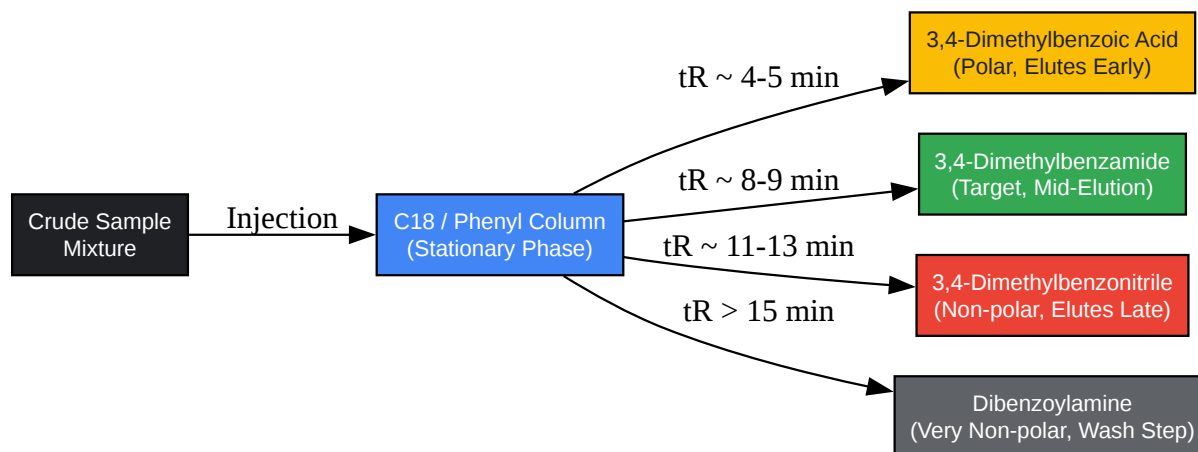 Crude Sample
Mixture
Injection
C18 / Phenyl Column
(Stationary Phase)
tR ~ 4-5 min
3,4-Dimethylbenzoic Acid
(Polar, Elutes Early)
tR ~ 8-9 min
3,4-Dimethylbenzamide
(Target, Mid-Elution)
tR ~ 11-13 min
3,4-Dimethylbenzonitrile
(Non-polar, Elutes Late)
tR > 15 min
Dibenzoylamine
(Very Non-polar, Wash Step)